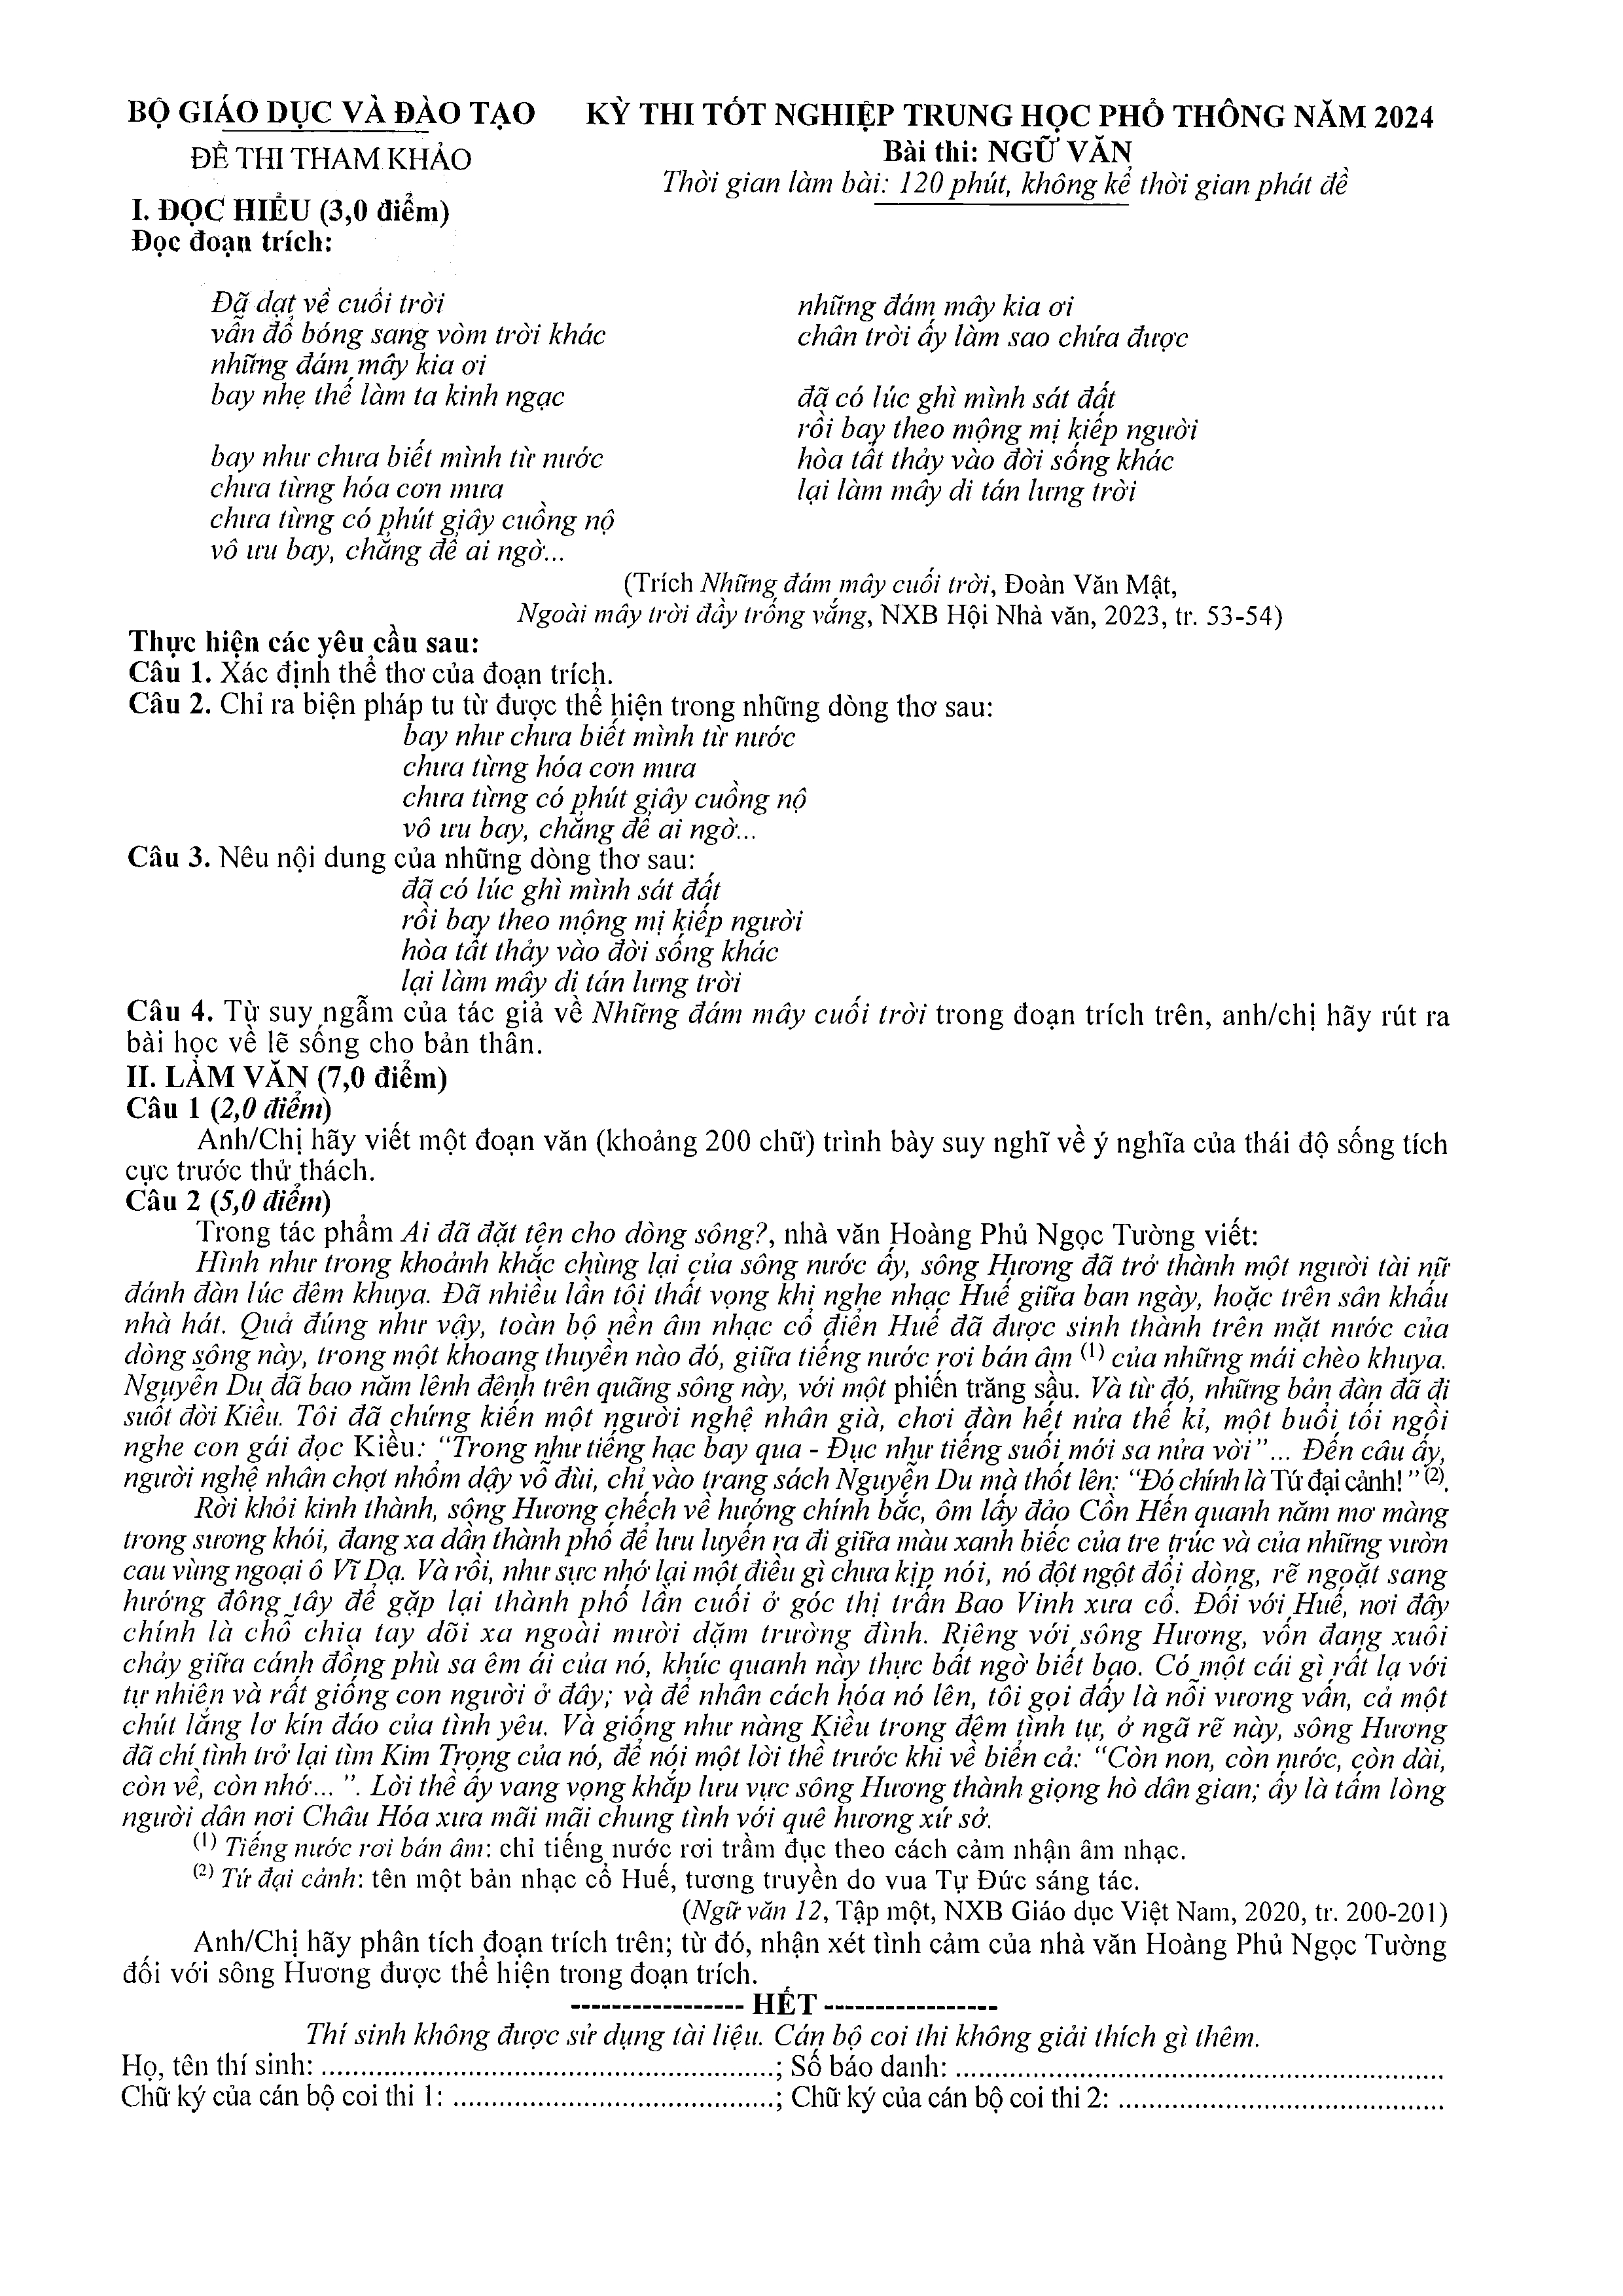 BỘ GIÁO DỤC VÀ ĐÀO TẠO
ĐỀ THI THAM KHẢO
KỲ THI TỐT NGHIỆP TRUNG HỌC PHỔ THÔNG NĂM 2024
Bài thi: NGỮ VĂN
Thời gian làm bài: 120 phút, không kể thời gian phát đề
I. ĐỌC HIỂU (3,0 điểm)
Đọc đoạn trích:
Đã dạt về cuối trời
vẫn đổ bóng sang vòm trời khác
những đám mây kia ơi
bay nhẹ thế làm ta kinh ngạc
bay như chưa biết mình từ nước
chưa từng hóa cơn mưa
chưa từng có phút giây cuồng nộ
vô ưu bay, chẳng để ai ngờ...
những đám mây kia ơi
chân trời ấy làm sao chứa được
đã có lúc ghì mình sát đất
rồi bay theo mộng mị kiếp người
hòa tất thảy vào đời sống khác
lại làm mây di tán lưng trời
(Trích Những đám mây cuối trời, Đoàn Văn Mật,
Ngoài mây trời đầy trống vắng, NXB Hội Nhà văn, 2023, tr. 53-54)
Thực hiện các yêu cầu sau:
Câu 1. Xác định thể thơ của đoạn trích.
Câu 2. Chỉ ra biện pháp tu từ được thể hiện trong những dòng thơ sau:
bay như chưa biết mình từ nước
chưa từng hóa cơn mưa
chưa từng có phút giây cuồng nộ
vô ưu bay, chẳng để ai ngờ...
Câu 3. Nêu nội dung của những dòng thơ sau:
đã có lúc ghì mình sát đất
rồi bay theo mộng mị kiếp người
hòa tất thảy vào đời sống khác
lại làm mây di tán lưng trời
Câu 4. Từ suy ngẫm của tác giả về Những đám mây cuối trời trong đoạn trích trên, anh/chị hãy rút ra
bài học về lẽ sống cho bản thân.
II. LÀM VĂN (7,0 điểm)
Câu 1 (2,0 điểm)
Anh/Chị hãy viết một đoạn văn (khoảng 200 chữ) trình bày suy nghĩ về ý nghĩa của thái độ sống tích
cực trước thử thách.
Câu 2 (5,0 điểm)
Trong tác phẩm Ai đã đặt tên cho dòng sông?, nhà văn Hoàng Phủ Ngọc Tường viết:
Hình như trong khoảnh khắc chùng lại của sông nước ấy, sông Hương đã trở thành một người tài nữ
đánh đàn lúc đêm khuya. Đã nhiều lần tôi thất vọng khi nghe nhạc Huế giữa ban ngày, hoặc trên sân khấu
nhà hát. Quả đúng như vậy, toàn bộ nền âm nhạc cổ điển Huế đã được sinh thành trên mặt nước của
dòng sông này, trong một khoang thuyền nào đó, giữa tiếng nước rơi bán âm (1) của những mái chèo khuya.
Nguyễn Du đã bao năm lênh đênh trên quãng sông này, với một phiến trăng sầu. Và từ đó, những bản đàn đã đi
suốt đời Kiều. Tôi đã chứng kiến một người nghệ nhân già, chơi đàn hết nửa thế kỉ, một buổi tối ngồi
nghe con gái đọc Kiều: “Trong như tiếng hạc bay qua - Đục như tiếng suối mới sa nửa vời”... Đến câu ấy,
người nghệ nhân chợt nhổm dậy vỗ đùi, chỉ vào trang sách Nguyễn Du mà thốt lên: “Đó chính là Tứ đại cảnh!” (2).
Rời khỏi kinh thành, sông Hương chếch về hướng chính bắc, ôm lấy đảo Cồn Hến quanh năm mơ màng
trong sương khói, đang xa dần thành phố để lưu luyến ra đi giữa màu xanh biếc của tre trúc và của những vườn
cau vùng ngoại ô Vĩ Dạ. Và rồi, như sực nhớ lại một điều gì chưa kịp nói, nó đột ngột đổi dòng, rẽ ngoặt sang
hướng đông tây để gặp lại thành phố lần cuối ở góc thị trấn Bao Vinh xưa cổ. Đối với Huế, nơi đây
chính là chỗ chia tay dõi xa ngoài mười dặm trường đình. Riêng với sông Hương, vốn đang xuôi
chảy giữa cánh đồng phù sa êm ái của nó, khúc quanh này thực bất ngờ biết bao. Có một cái gì rất lạ với
tự nhiên và rất giống con người ở đây; và để nhân cách hóa nó lên, tôi gọi đấy là nỗi vương vấn, cả một
chút lẳng lơ kín đáo của tình yêu. Và giống như nàng Kiều trong đêm tình tự, ở ngã rẽ này, sông Hương
đã chí tình trở lại tìm Kim Trọng của nó, để nói một lời thề trước khi về biển cả: “Còn non, còn nước, còn dài,
còn về, còn nhớ... ”. Lời thề ấy vang vọng khắp lưu vực sông Hương thành giọng hò dân gian; ấy là tấm lòng
người dân nơi Châu Hóa xưa mãi mãi chung tình với quê hương xứ sở.
(1) Tiếng nước rơi bán âm: chỉ tiếng nước rơi trầm đục theo cách cảm nhận âm nhạc.
(2) Tứ đại cảnh: tên một bản nhạc cổ Huế, tương truyền do vua Tự Đức sáng tác.
(Ngữ văn 12, Tập một, NXB Giáo dục Việt Nam, 2020, tr. 200-201)
Anh/Chị hãy phân tích đoạn trích trên; từ đó, nhận xét tình cảm của nhà văn Hoàng Phủ Ngọc Tường
đối với sông Hương được thể hiện trong đoạn trích.
----------------- HẾT -----------------
Thí sinh không được sử dụng tài liệu. Cán bộ coi thi không giải thích gì thêm.
Họ, tên thí sinh: ................................................................; Số báo danh: ................................................................
Chữ ký của cán bộ coi thi 1: .............................................; Chữ ký của cán bộ coi thi 2: .............................................